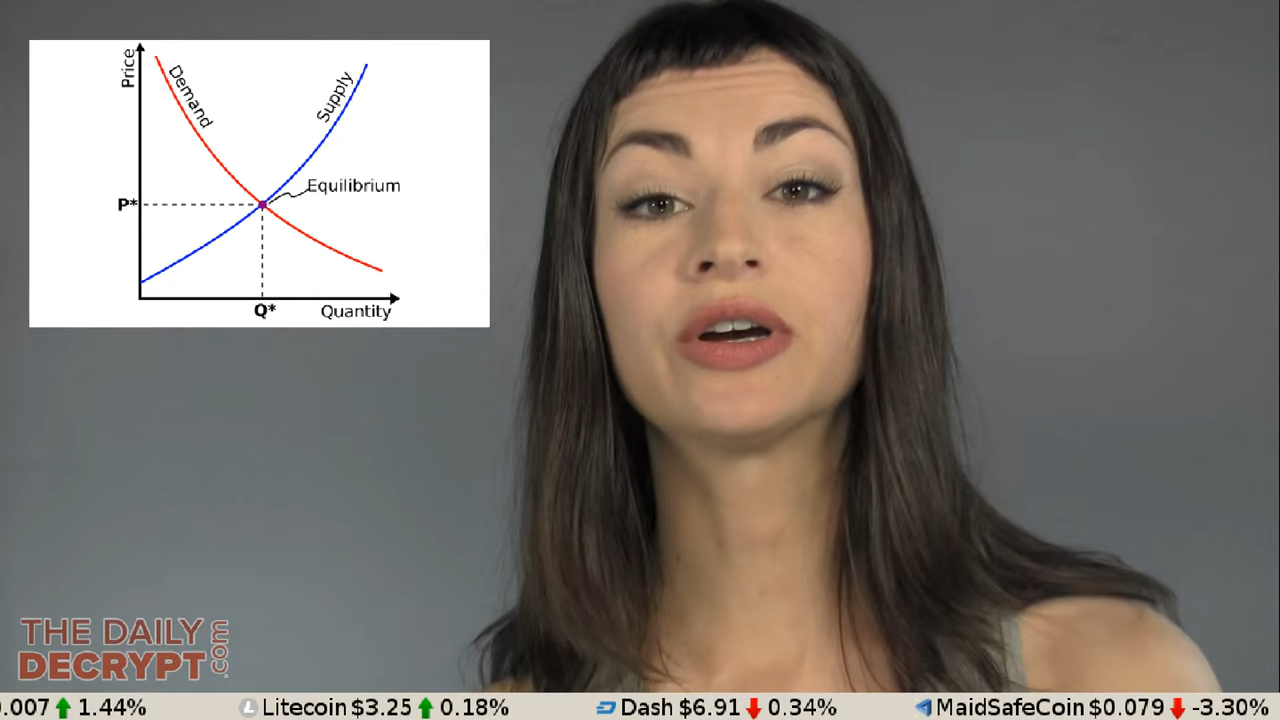 Price
Demand
Supply
Equilibrium
P*
Q*
Quantity
THE DAILY
DECRYPT.com
.007 1.44% Litecoin $3.25 0.18% Dash $6.91 0.34% MaidSafeCoin $0.079 -3.30%